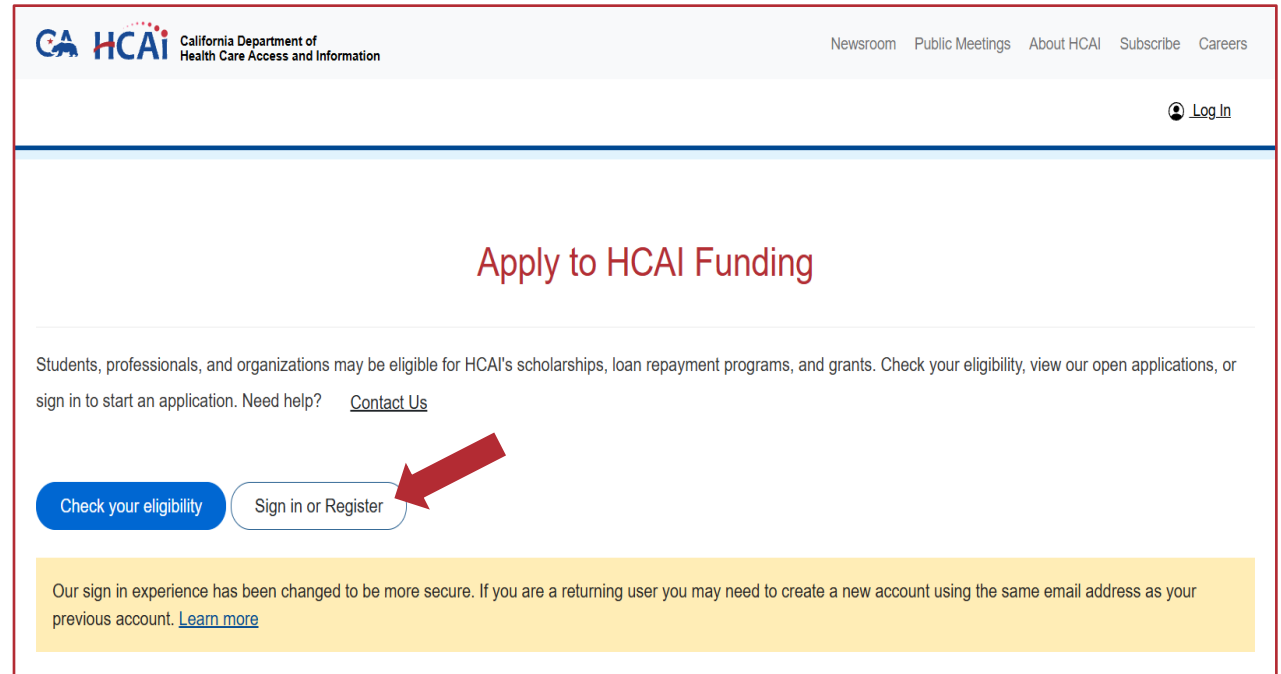 CA HCAi California Department of
Health Care Access and Information
Newsroom Public Meetings About HCAI Subscribe Careers
Log In
Apply to HCAI Funding
Students, professionals, and organizations may be eligible for HCAI's scholarships, loan repayment programs, and grants. Check your eligibility, view our open applications, or
sign in to start an application. Need help? Contact Us
Check your eligibility Sign in or Register
Our sign in experience has been changed to be more secure. If you are a returning user you may need to create a new account using the same email address as your
previous account. Learn more